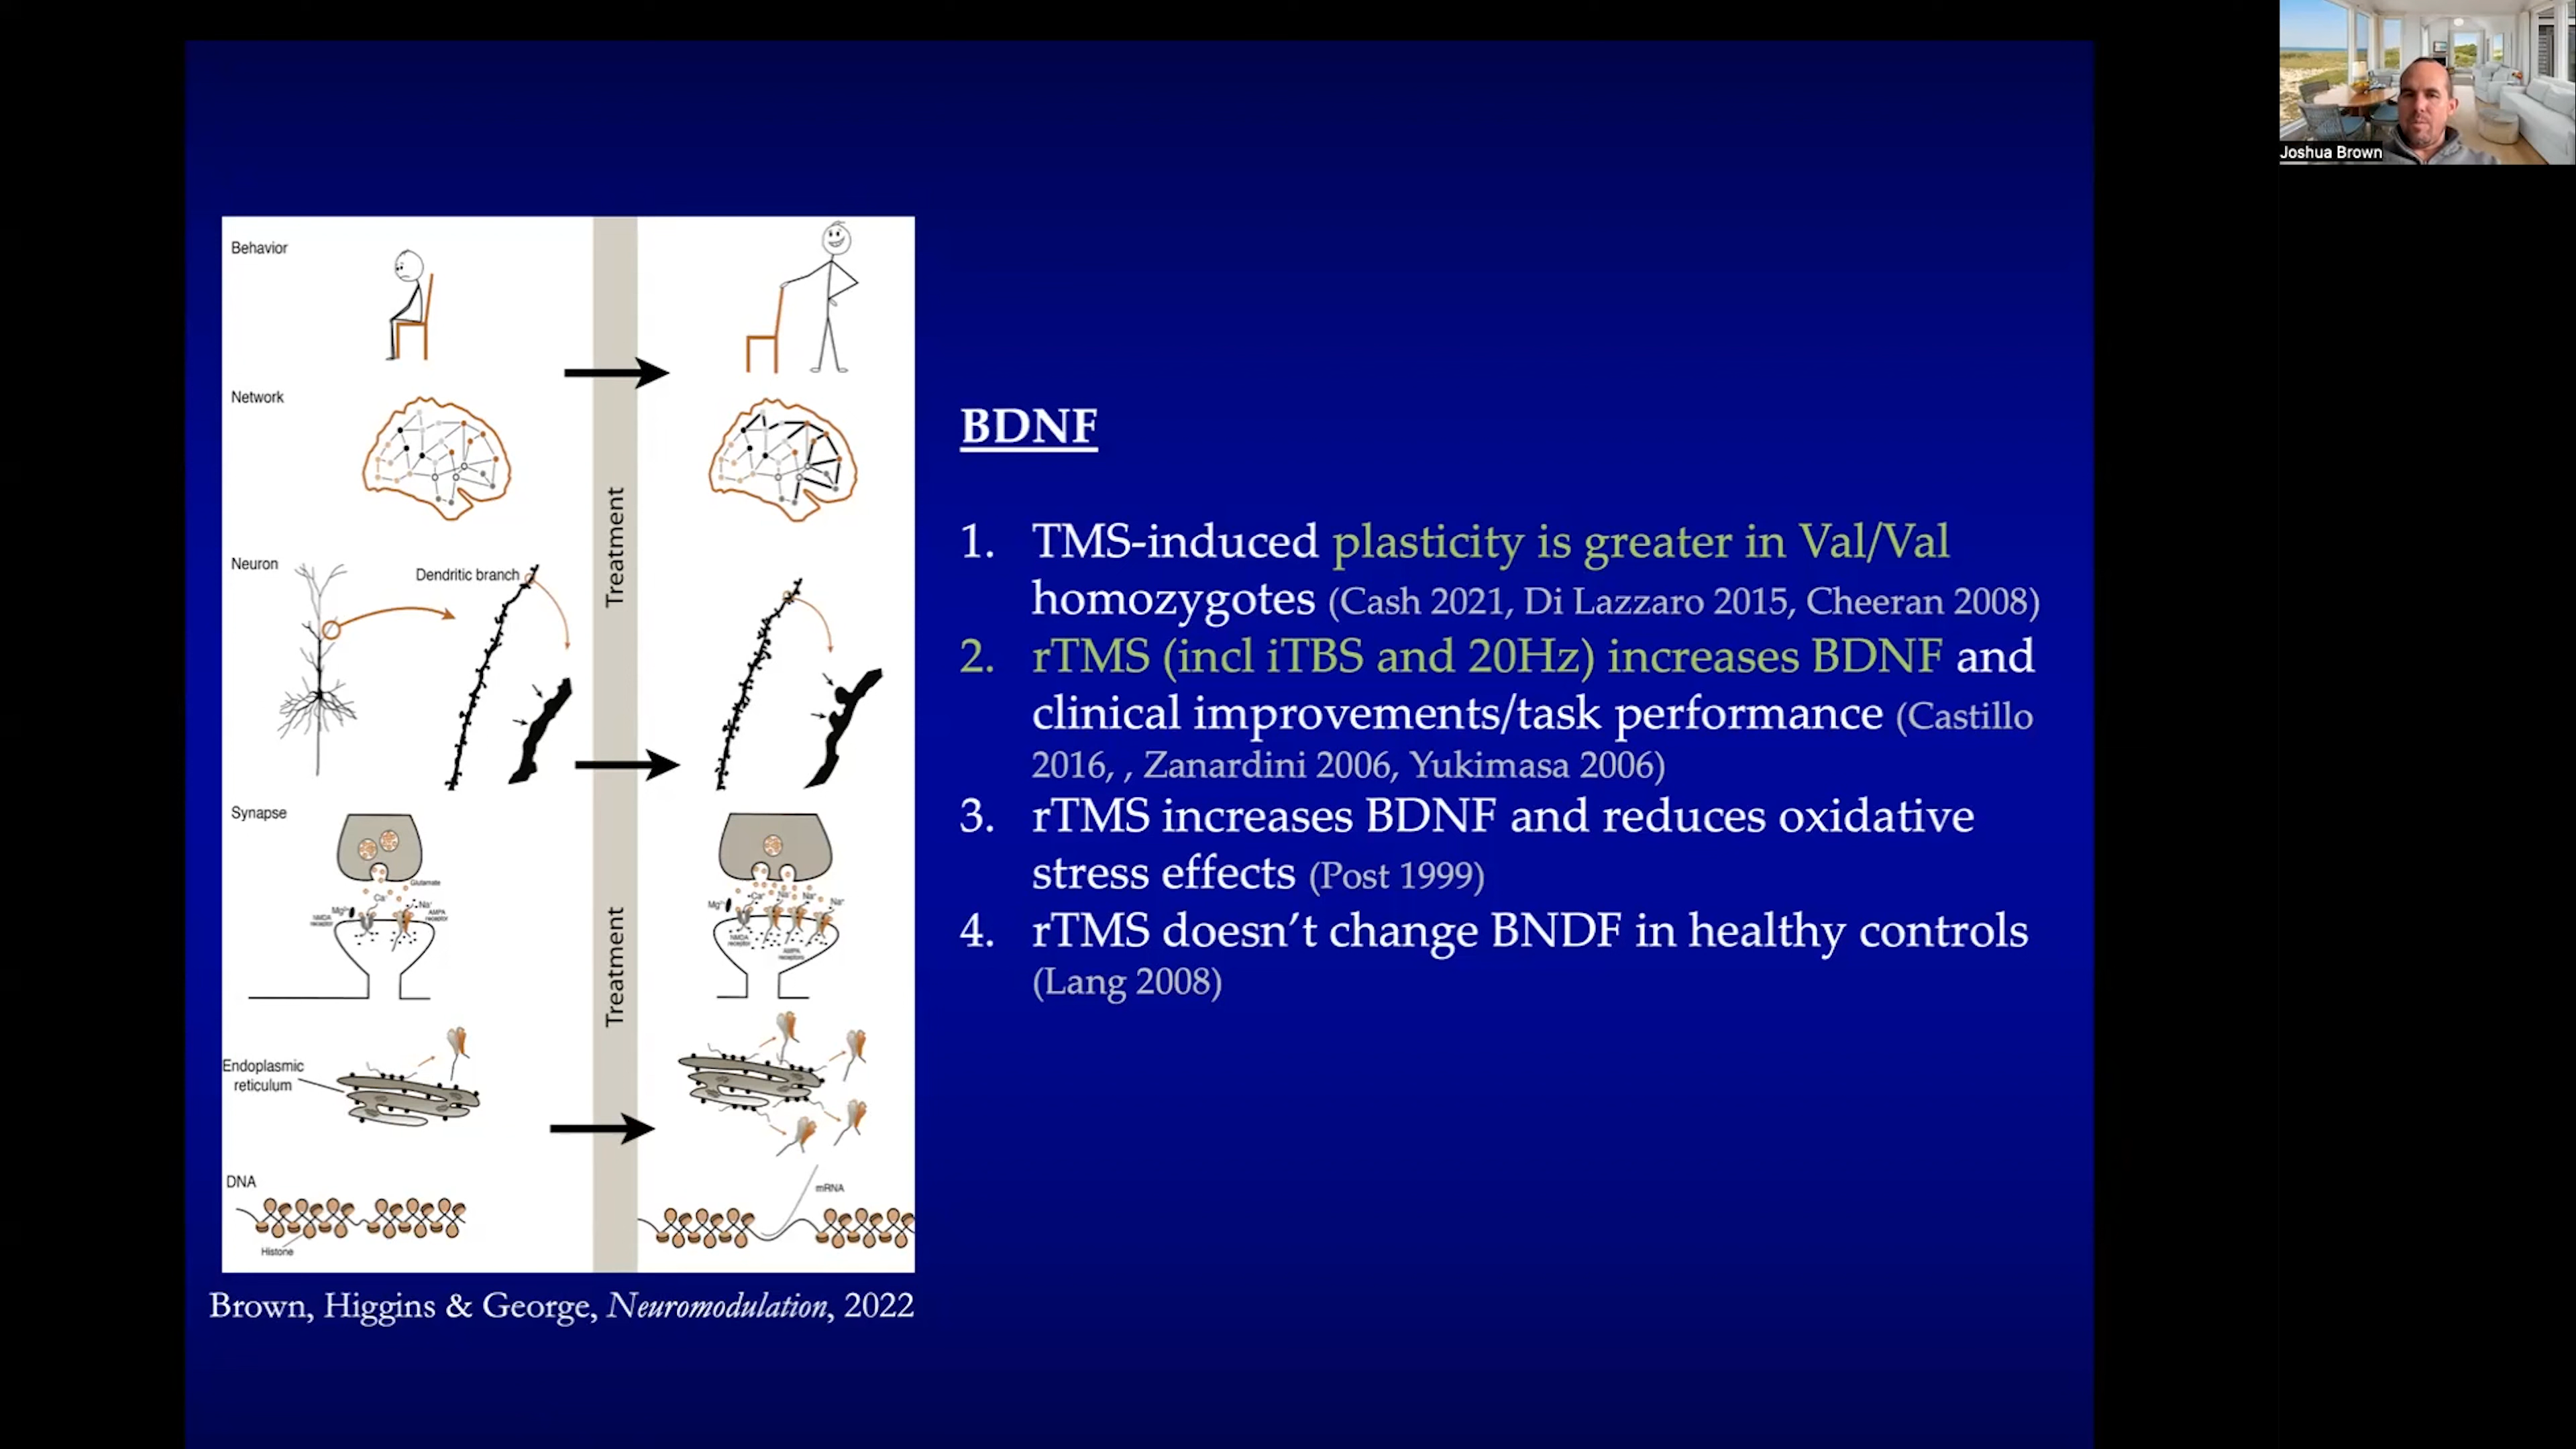 Joshua Brown
Behavior
Network
Neuron
Dendritic branch
Synapse
Glutamate
Mg²⁺
Ca⁺
Na⁺
NMDA
receptor
AMPA
receptor
Mg²⁺
Ca⁺
Na⁺
Na⁺
Na⁺
NMDA
receptor
AMPA
receptors
Endoplasmic
reticulum
DNA
Histone
mRNA
Treatment
Treatment
Brown, Higgins & George, Neuromodulation, 2022
BDNF
1. TMS-induced plasticity is greater in Val/Val
homozygotes (Cash 2021, Di Lazzaro 2015, Cheeran 2008)
2. rTMS (incl iTBS and 20Hz) increases BDNF and
clinical improvements/task performance (Castillo
2016, , Zanardini 2006, Yukimasa 2006)
3. rTMS increases BDNF and reduces oxidative
stress effects (Post 1999)
4. rTMS doesn’t change BNDF in healthy controls
(Lang 2008)